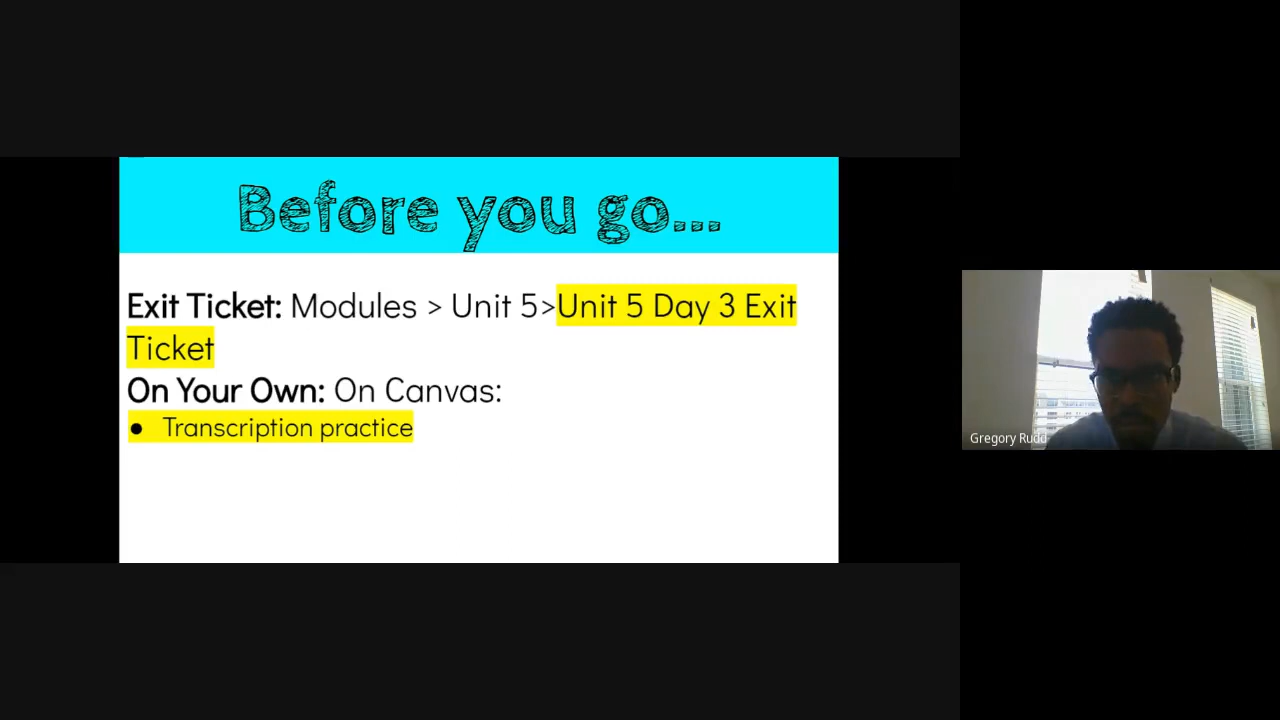 Before you go...
Exit Ticket: Modules > Unit 5>Unit 5 Day 3 Exit
Ticket
On Your Own: On Canvas:
● Transcription practice
Gregory Rudd